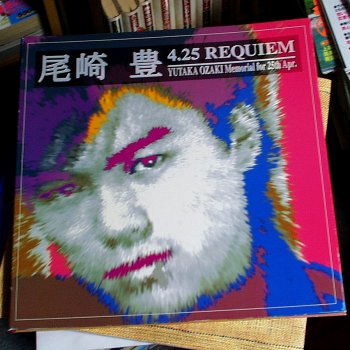 尾崎 豊
4.25 REQUIEM
YUTAKA OZAKI Memorial for 25th Apr.